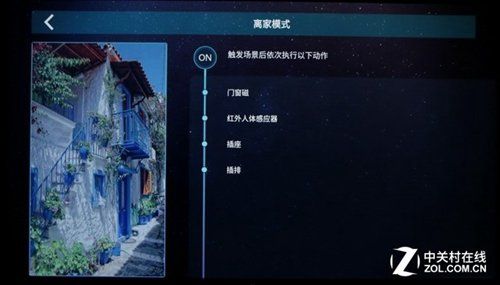 离家模式
ON
触发场景后依次执行以下动作
门窗磁
红外人体感应器
插座
插排
中关村在线
ZOL.COM.CN